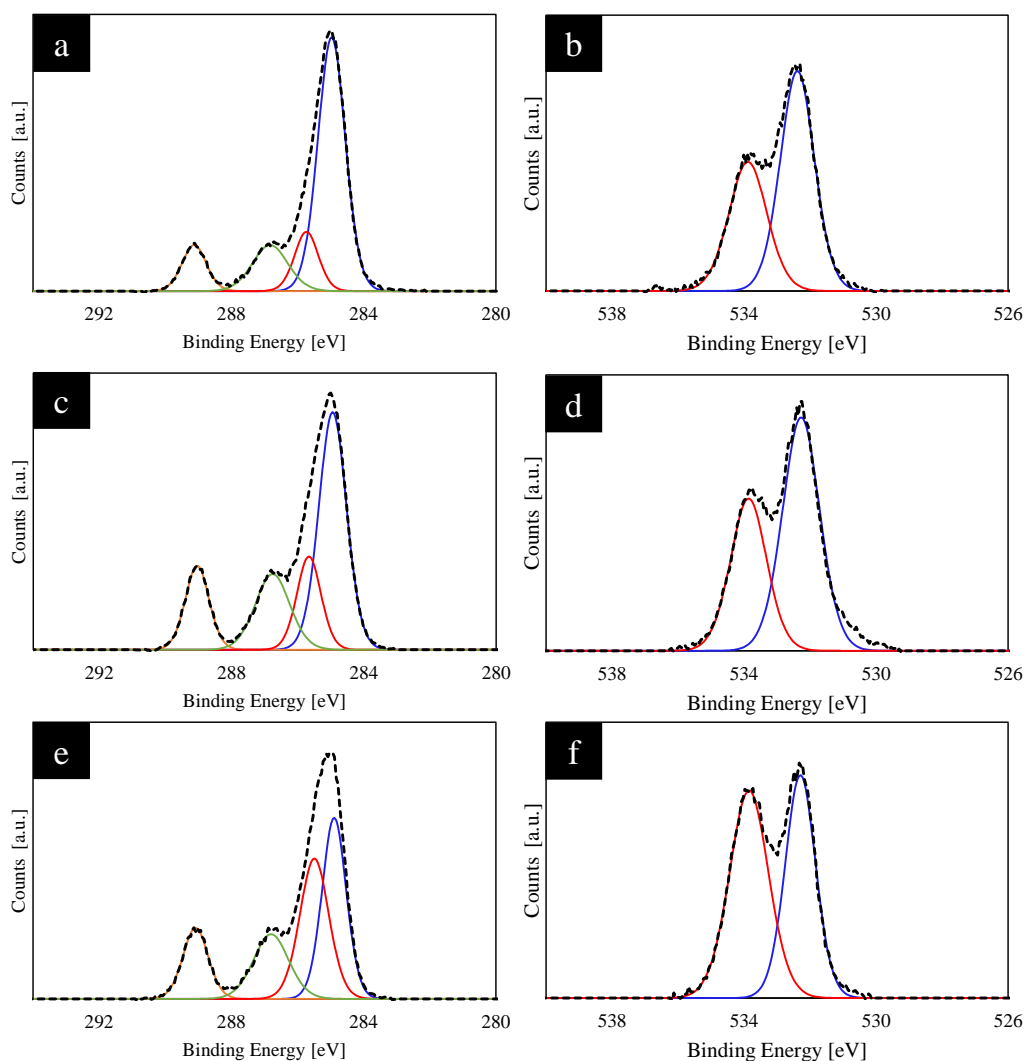 a
Counts [a.u.]
292 288 284 280
Binding Energy [eV]
b
Counts [a.u.]
538 534 530 526
Binding Energy [eV]
c
Counts [a.u.]
292 288 284 280
Binding Energy [eV]
d
Counts [a.u.]
538 534 530 526
Binding Energy [eV]
e
Counts [a.u.]
292 288 284 280
Binding Energy [eV]
f
Counts [a.u.]
538 534 530 526
Binding Energy [eV]